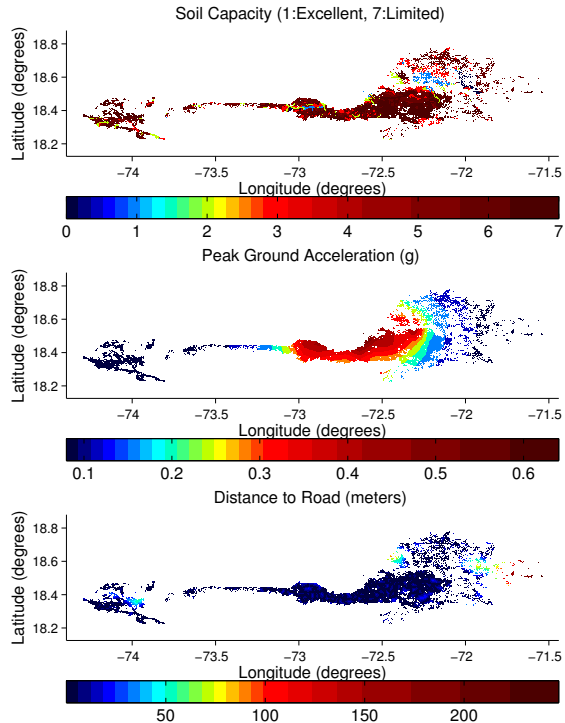 Soil Capacity (1:Excellent, 7:Limited)
18.8
18.6
18.4
18.2
Latitude (degrees)
−74 −73.5 −73 −72.5 −72 −71.5
Longitude (degrees)
0 1 2 3 4 5 6 7
Peak Ground Acceleration (g)
18.8
18.6
18.4
18.2
Latitude (degrees)
−74 −73.5 −73 −72.5 −72 −71.5
Longitude (degrees)
0.1 0.2 0.3 0.4 0.5 0.6
Distance to Road (meters)
18.8
18.6
18.4
18.2
Latitude (degrees)
−74 −73.5 −73 −72.5 −72 −71.5
Longitude (degrees)
50 100 150 200